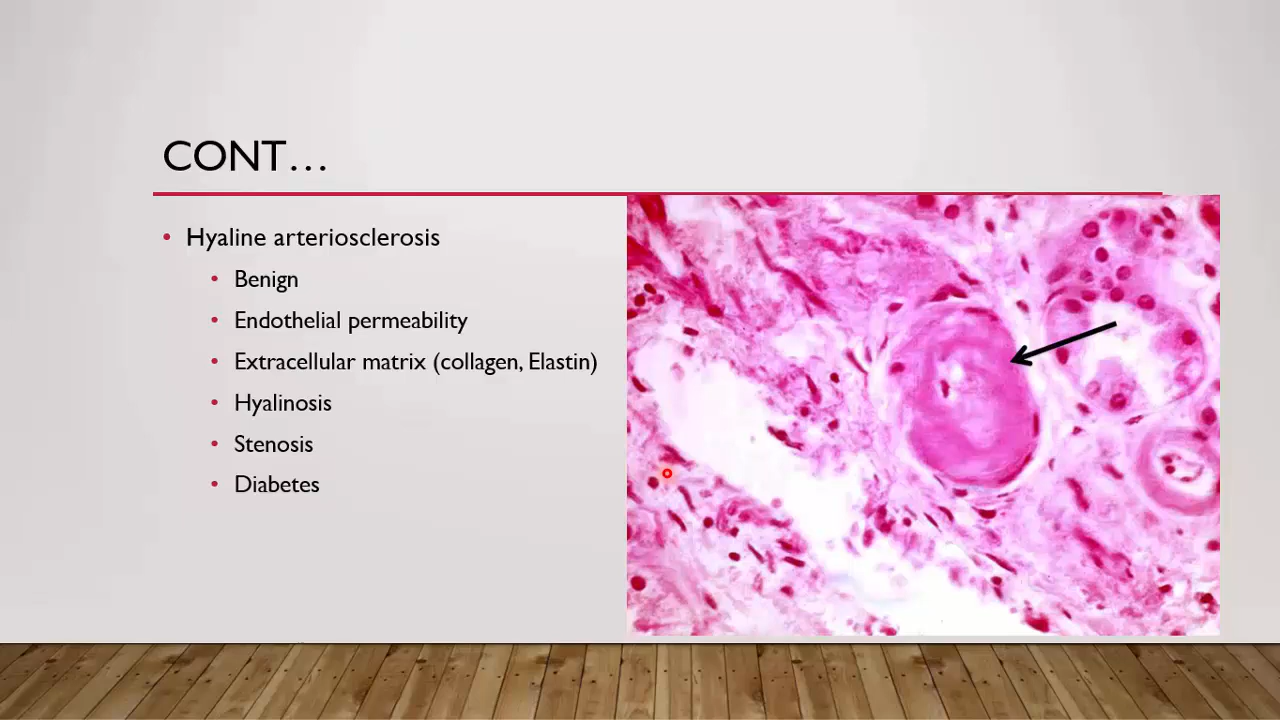 CONT...
• Hyaline arteriosclerosis
• Benign
• Endothelial permeability
• Extracellular matrix (collagen, Elastin)
• Hyalinosis
• Stenosis
• Diabetes